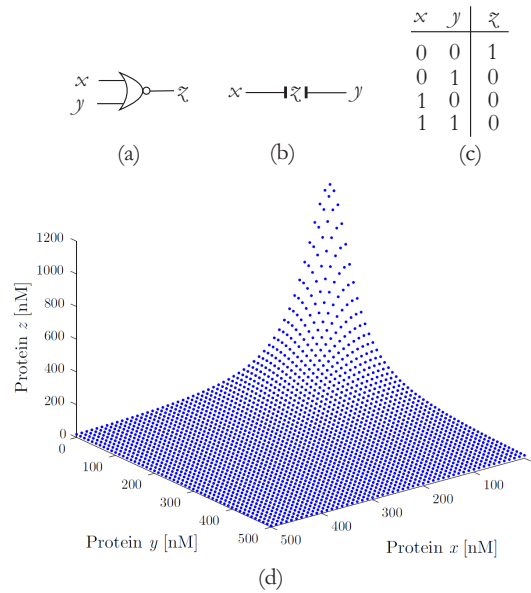 x y z
(a)
x z y
(b)
x y z
0 0 1
0 1 0
1 0 0
1 1 0
(c)
1200
1000
800
600
400
200
0
Protein z [nM]
0
100
200
300
400
500
Protein y [nM]
500
400
300
200
100
Protein x [nM]
(d)